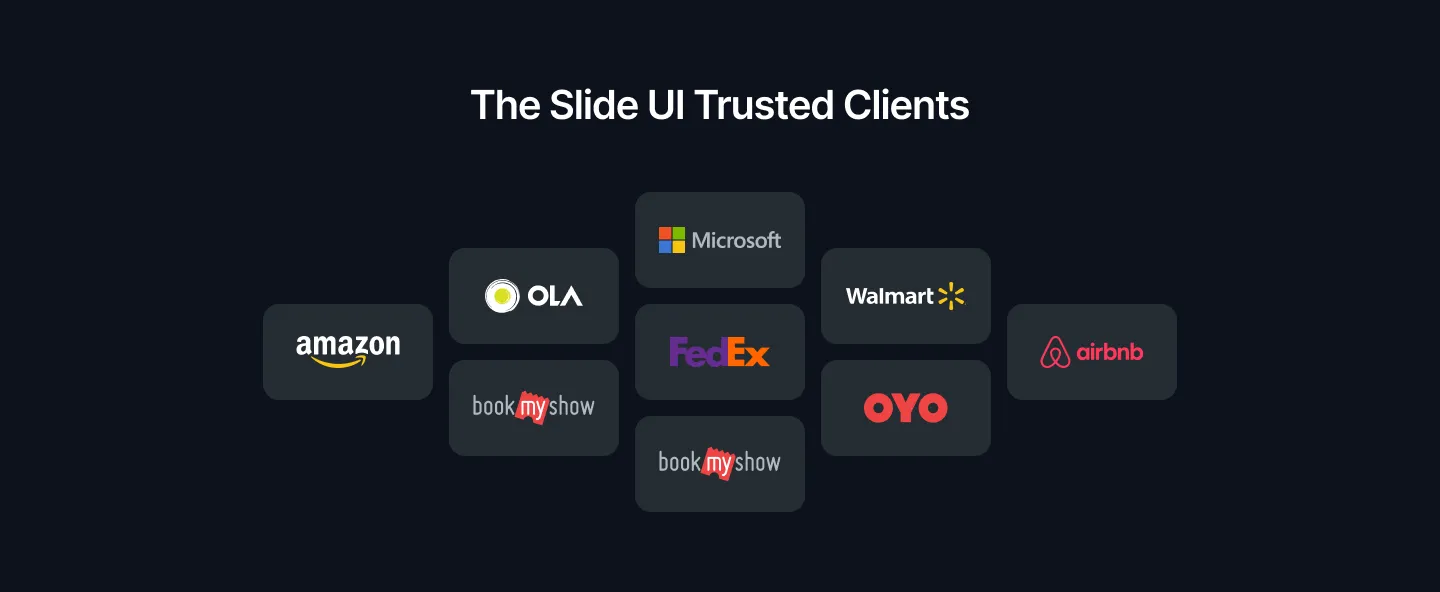 The Slide UI Trusted Clients
Microsoft
OLA
Walmart
amazon
FedEx
airbnb
bookmyshow
OYO
bookmyshow